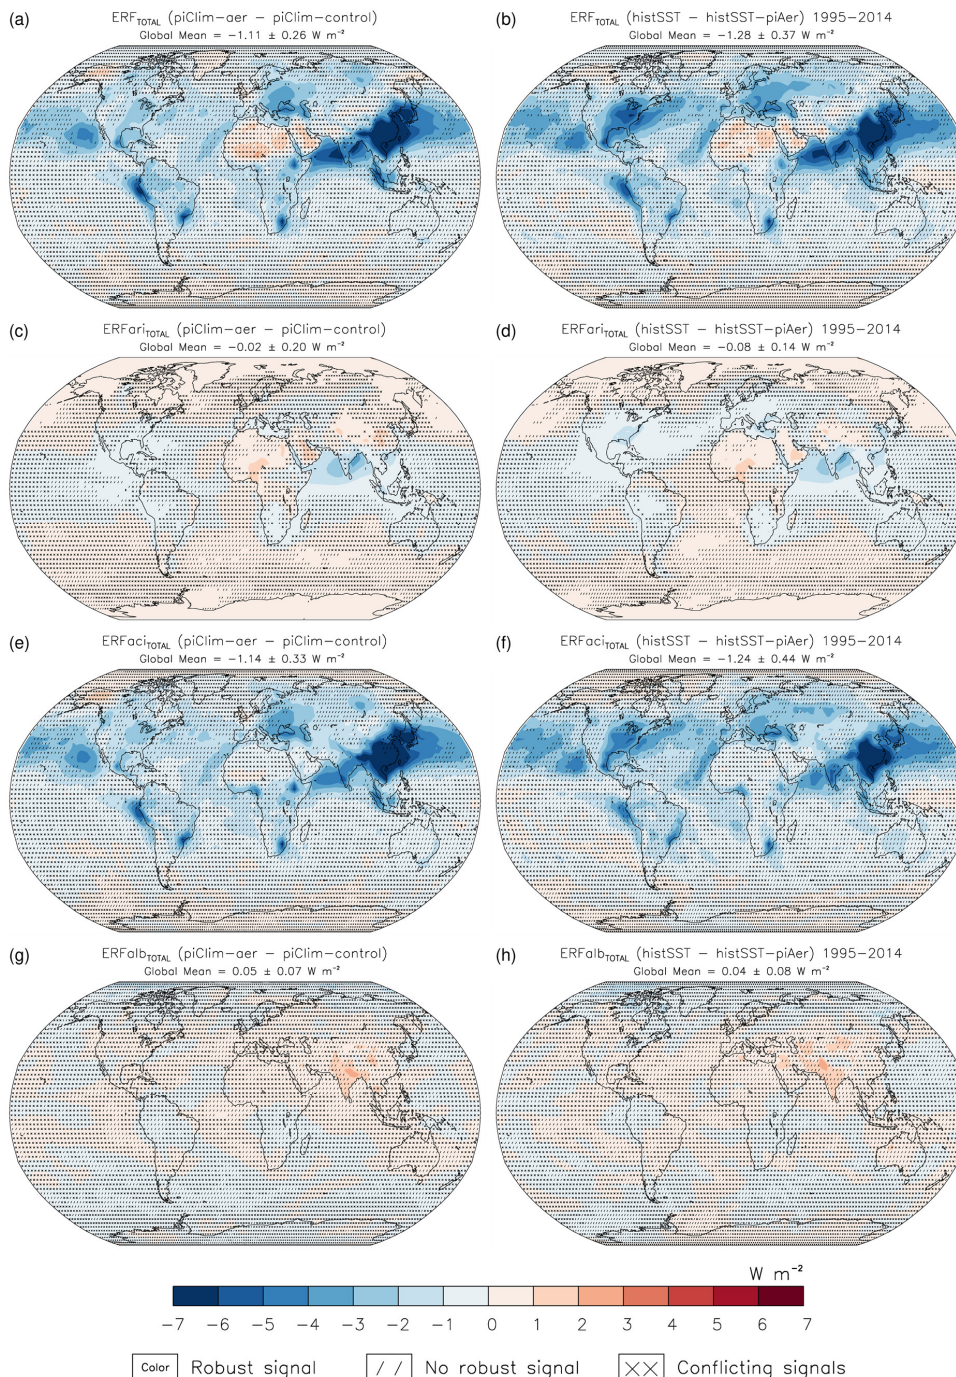 (a) ERF_TOTAL (piClim-aer - piClim-control)
Global Mean = -1.11 ± 0.26 W m⁻²
(b) ERF_TOTAL (histSST - histSST-piAer) 1995-2014
Global Mean = -1.28 ± 0.37 W m⁻²
(c) ERFari_TOTAL (piClim-aer - piClim-control)
Global Mean = -0.02 ± 0.20 W m⁻²
(d) ERFari_TOTAL (histSST - histSST-piAer) 1995-2014
Global Mean = -0.08 ± 0.14 W m⁻²
(e) ERFaci_TOTAL (piClim-aer - piClim-control)
Global Mean = -1.14 ± 0.33 W m⁻²
(f) ERFaci_TOTAL (histSST - histSST-piAer) 1995-2014
Global Mean = -1.24 ± 0.44 W m⁻²
(g) ERFalb_TOTAL (piClim-aer - piClim-control)
Global Mean = 0.05 ± 0.07 W m⁻²
(h) ERFalb_TOTAL (histSST - histSST-piAer) 1995-2014
Global Mean = 0.04 ± 0.08 W m⁻²
W m⁻²
-7 -6 -5 -4 -3 -2 -1 0 1 2 3 4 5 6 7
Color Robust signal // No robust signal XX Conflicting signals